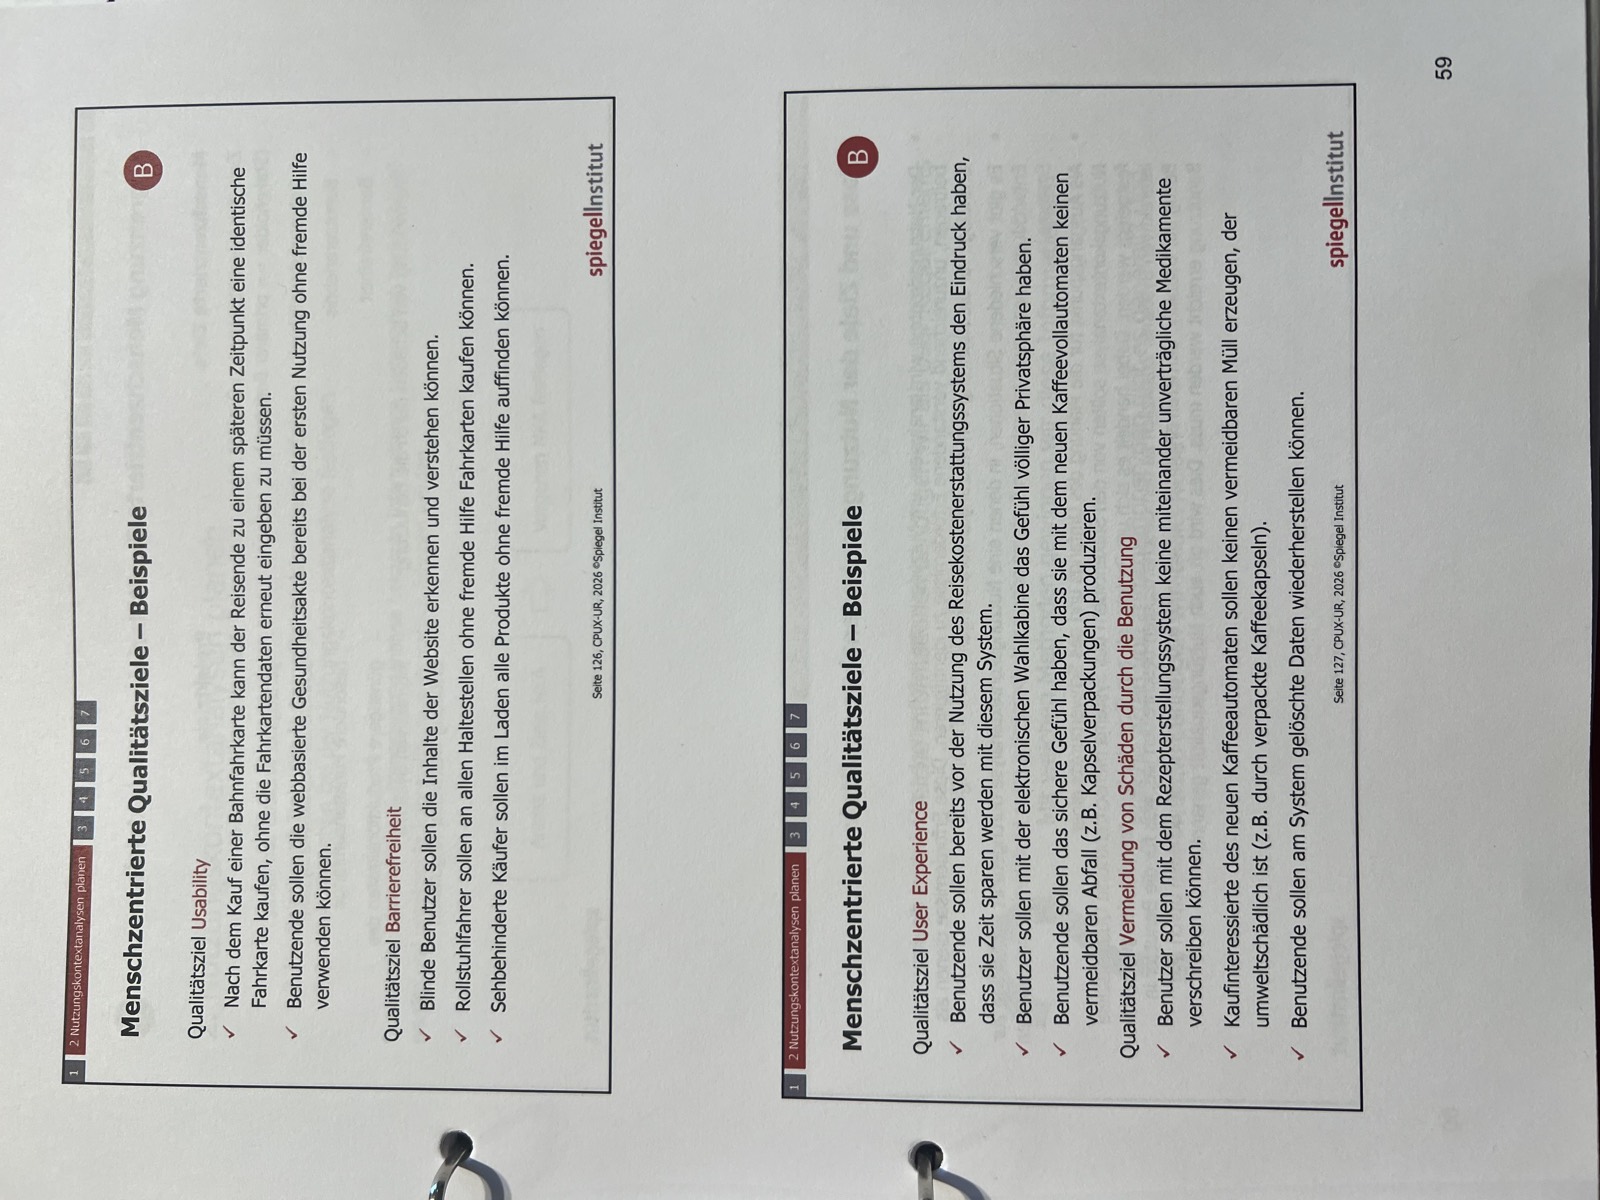 1 2 Nutzungskontextanalysen planen 3 4 5 6 7
Menschzentrierte Qualitätsziele – Beispiele
B
Qualitätsziel Usability
✓ Nach dem Kauf einer Bahnfahrkarte kann der Reisende zu einem späteren Zeitpunkt eine identische
Fahrkarte kaufen, ohne die Fahrkartendaten erneut eingeben zu müssen.
✓ Benutzende sollen die webbasierte Gesundheitsakte bereits bei der ersten Nutzung ohne fremde Hilfe
verwenden können.
Qualitätsziel Barrierefreiheit
✓ Blinde Benutzer sollen die Inhalte der Website erkennen und verstehen können.
✓ Rollstuhlfahrer sollen an allen Haltestellen ohne fremde Hilfe Fahrkarten kaufen können.
✓ Sehbehinderte Käufer sollen im Laden alle Produkte ohne fremde Hilfe auffinden können.
Seite 126, CPUX-UR, 2026 ©Spiegel Institut
spiegelInstitut
1 2 Nutzungskontextanalysen planen 3 4 5 6 7
Menschzentrierte Qualitätsziele – Beispiele
B
Qualitätsziel User Experience
✓ Benutzende sollen bereits vor der Nutzung des Reisekostenerstattungssystems den Eindruck haben,
dass sie Zeit sparen werden mit diesem System.
✓ Benutzer sollen mit der elektronischen Wahlkabine das Gefühl völliger Privatsphäre haben.
✓ Benutzende sollen das sichere Gefühl haben, dass sie mit dem neuen Kaffeevollautomaten keinen
vermeidbaren Abfall (z.B. Kapselverpackungen) produzieren.
Qualitätsziel Vermeidung von Schäden durch die Benutzung
✓ Benutzer sollen mit dem Rezepterstellungssystem keine miteinander unverträgliche Medikamente
verschreiben können.
✓ Kaufinteressierte des neuen Kaffeeautomaten sollen keinen vermeidbaren Müll erzeugen, der
umweltschädlich ist (z.B. durch verpackte Kaffeekapseln).
✓ Benutzende sollen am System gelöschte Daten wiederherstellen können.
Seite 127, CPUX-UR, 2026 ©Spiegel Institut
spiegelInstitut
59